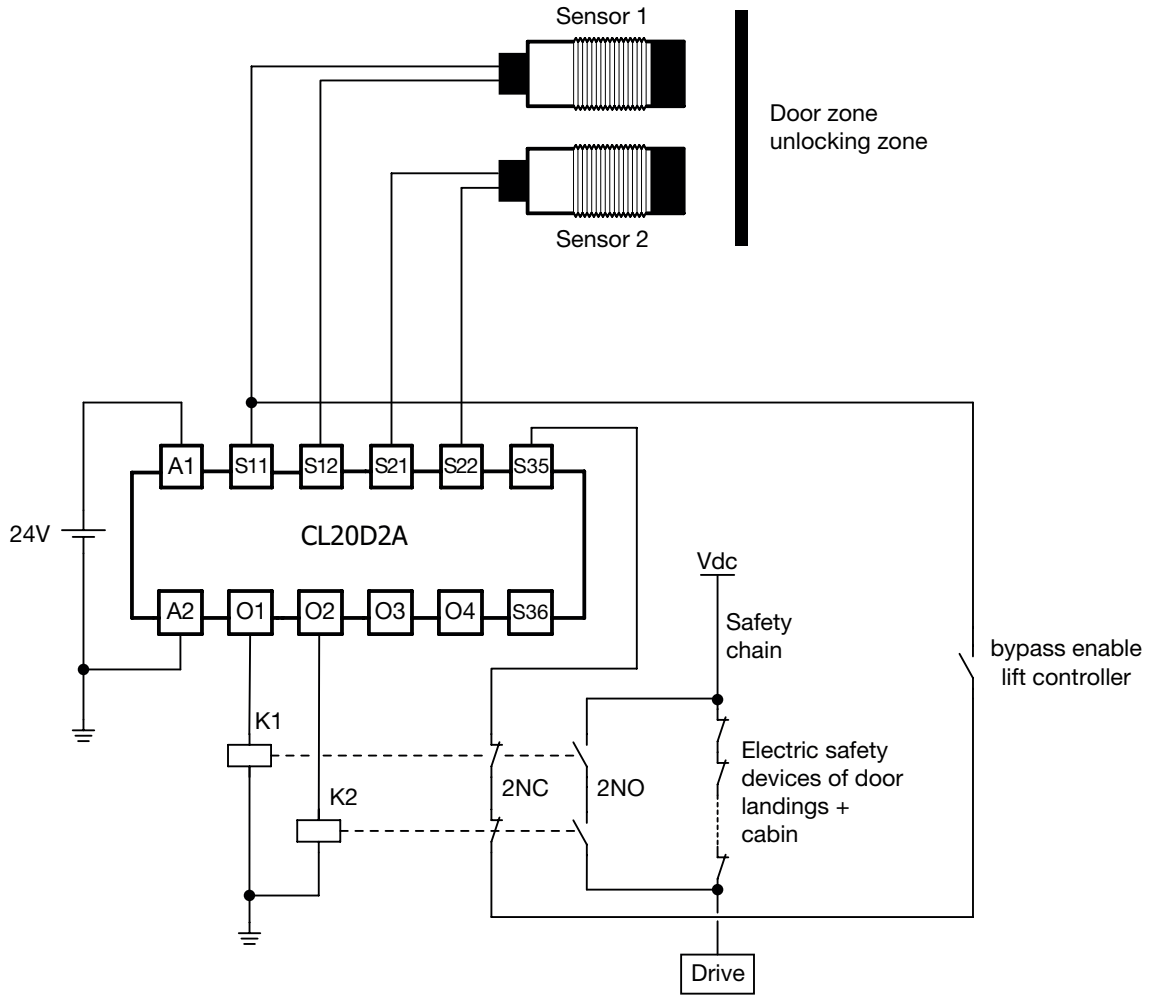 Sensor 1
Door zone
unlocking zone
Sensor 2
A1
S11
S12
S21
S22
S35
24V
CL20D2A
A2
O1
O2
O3
O4
S36
Vdc
Safety
chain
bypass enable
lift controller
K1
K2
2NC
2NO
Electric safety
devices of door
landings +
cabin
Drive